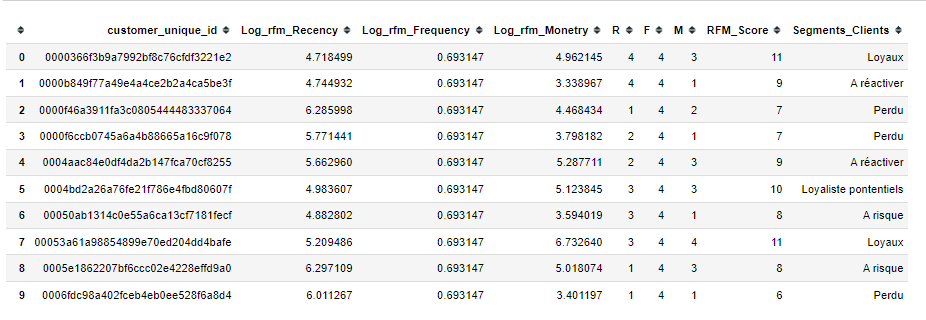 customer_unique_id Log_rfm_Recency Log_rfm_Frequency Log_rfm_Monetry R F M RFM_Score Segments_Clients
0 0000366f3b9a7992bf8c76cfdf3221e2 4.718499 0.693147 4.962145 4 4 3 11 Loyaux
1 0000b849f77a49e4a4ce2b2a4ca5be3f 4.744932 0.693147 3.338967 4 4 1 9 A réactiver
2 0000f46a3911fa3c0805444483337064 6.285998 0.693147 4.468434 1 4 2 7 Perdu
3 0000f6ccb0745a6a4b88665a16c9f078 5.771441 0.693147 3.798182 2 4 1 7 Perdu
4 0004aac84e0df4da2b147fca70cf8255 5.662960 0.693147 5.287711 2 4 3 9 A réactiver
5 0004bd2a26a76fe21f786e4fbd80607f 4.983607 0.693147 5.123845 3 4 3 10 Loyaliste pontentiels
6 00050ab1314c0e55a6ca13cf7181fecf 4.882802 0.693147 3.594019 3 4 1 8 A risque
7 00053a61a98854899e70ed204dd4bafe 5.209486 0.693147 6.732640 3 4 4 11 Loyaux
8 0005e1862207bf6ccc02e4228effd9a0 6.297109 0.693147 5.018074 1 4 3 8 A risque
9 0006fdc98a402fceb4eb0ee528f6a8d4 6.011267 0.693147 3.401197 1 4 1 6 Perdu